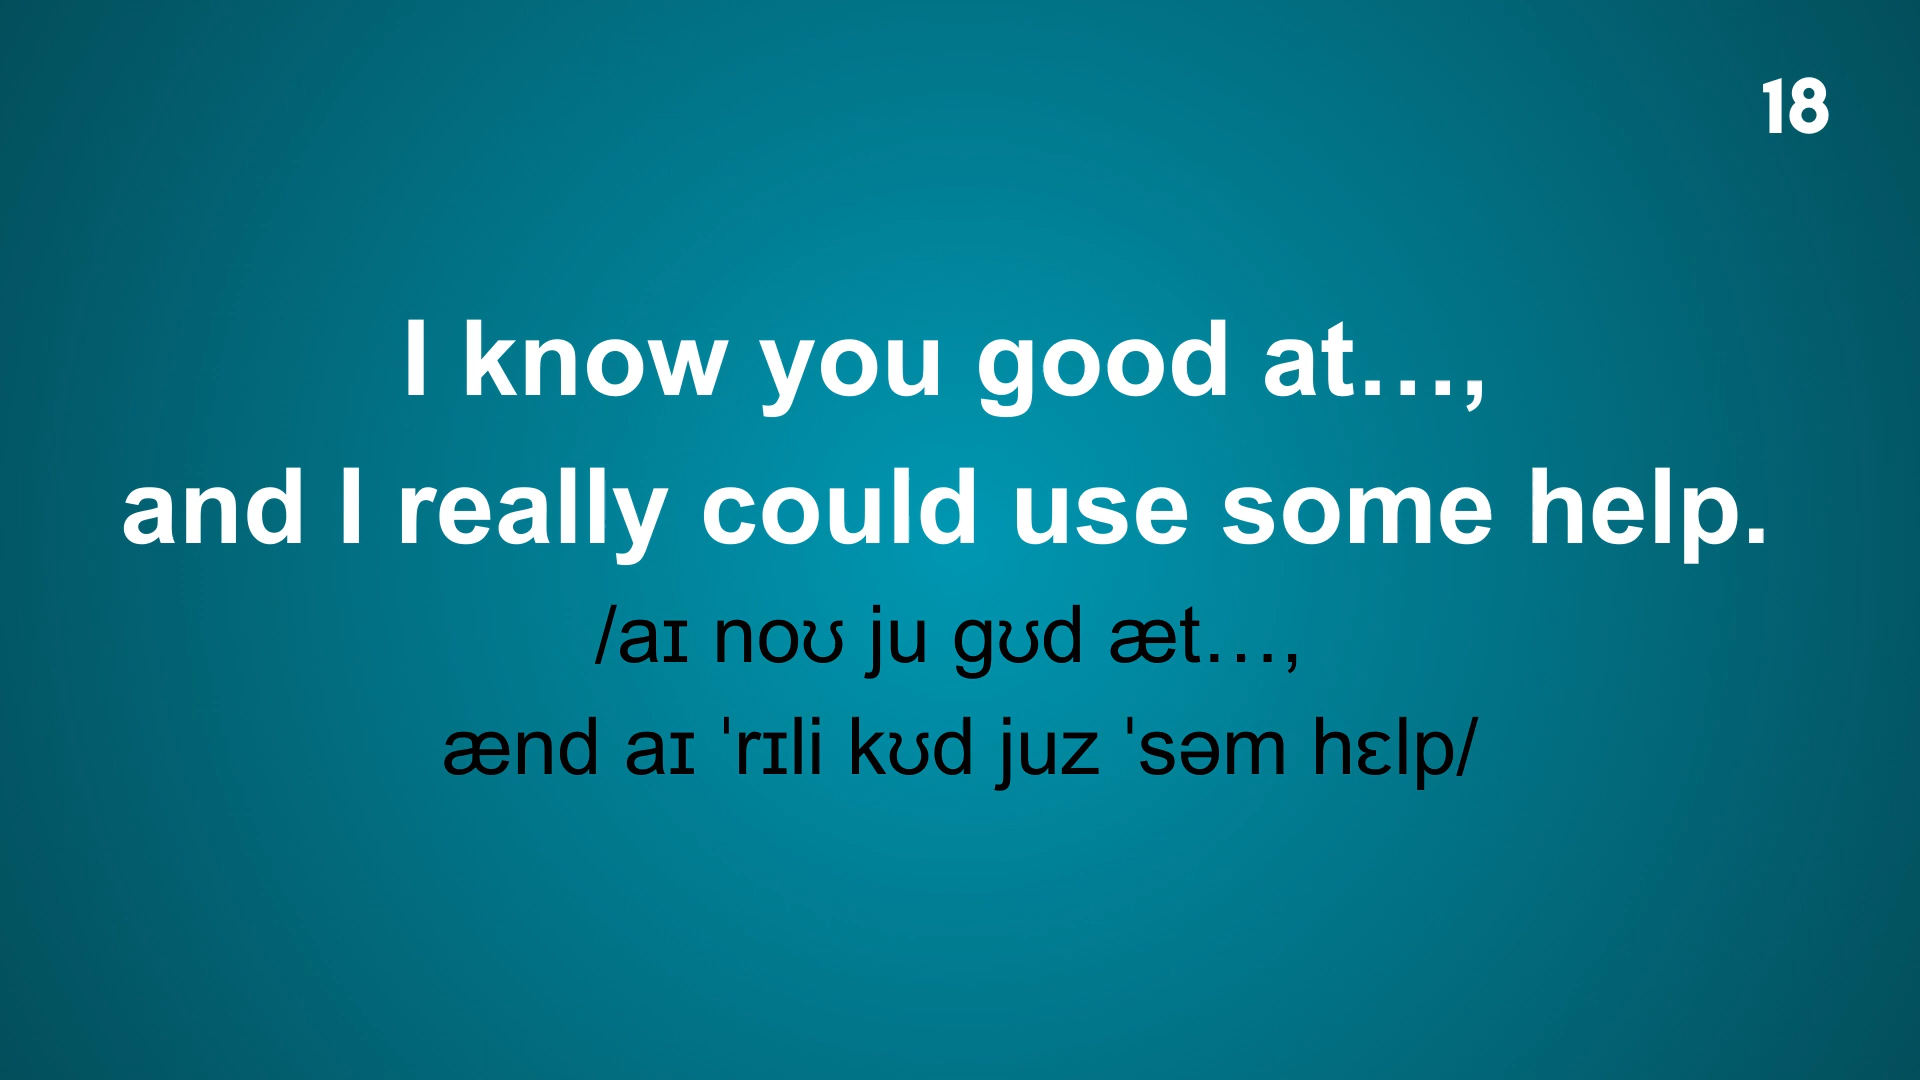 18
I know you good at…,
and I really could use some help.
/aɪ noʊ ju gʊd æt…,
ænd aɪ ˈrɪli kʊd juz ˈsəm hɛlp/